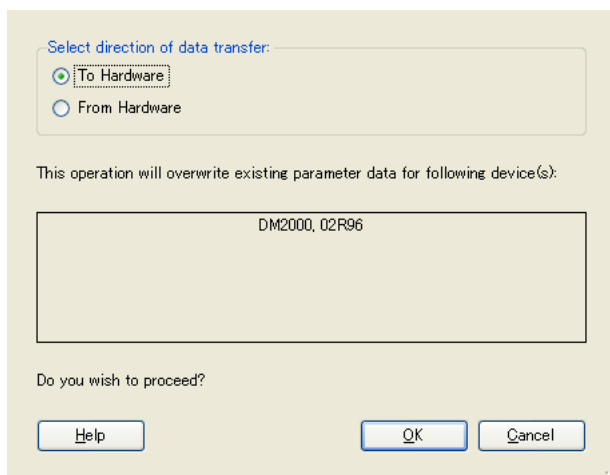 Select direction of data transfer:
To Hardware
From Hardware
This operation will overwrite existing parameter data for following device(s):
DM2000, 02R96
Do you wish to proceed?
Help
OK
Cancel